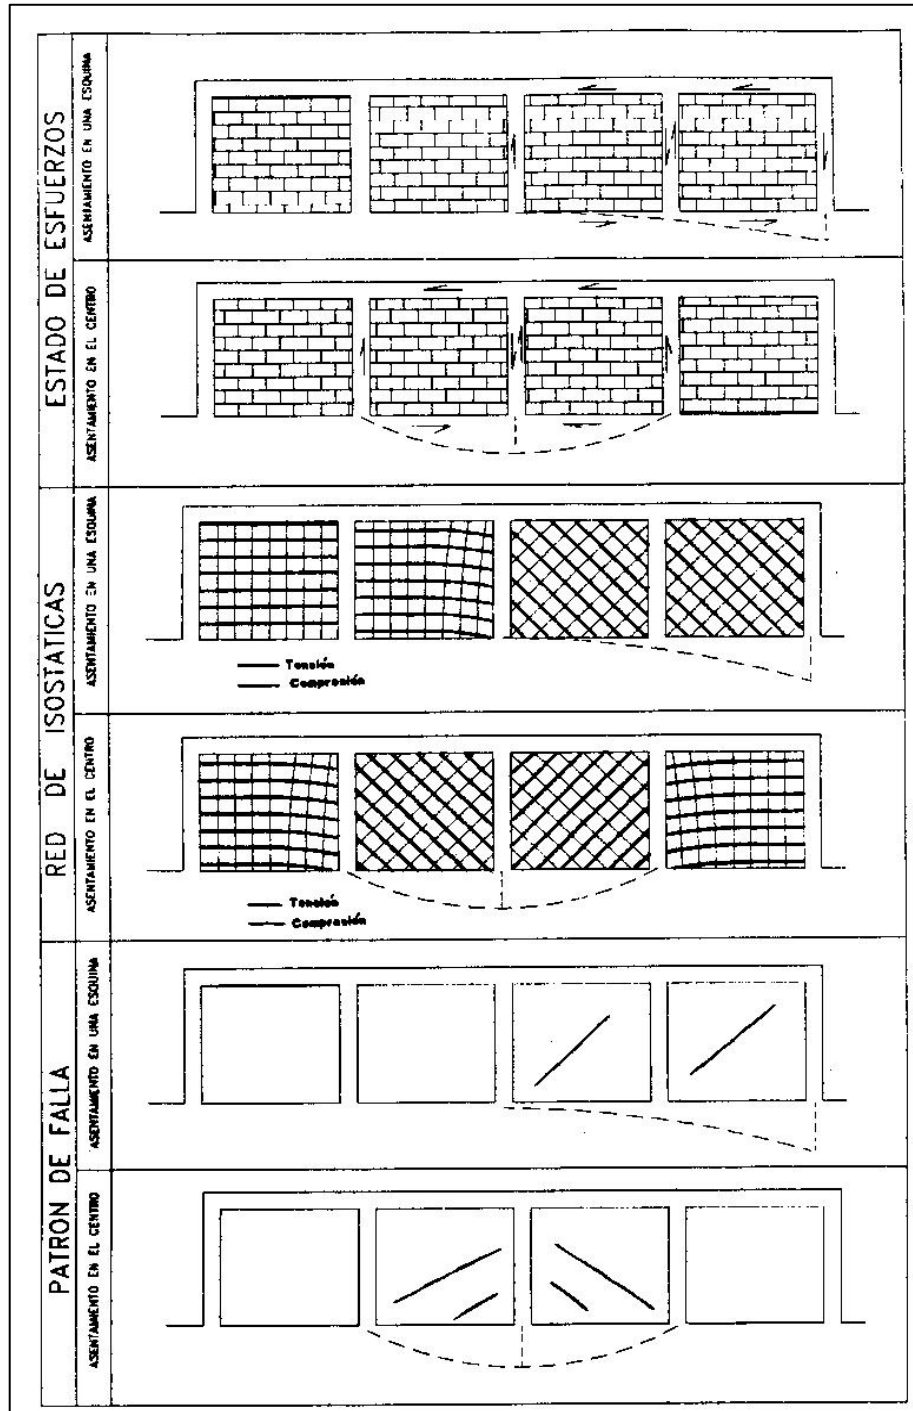 ESTADO DE ESFUERZOS
ASENTAMIENTO EN UNA ESQUINA
ASENTAMIENTO EN EL CENTRO
RED DE ISOSTATICAS
ASENTAMIENTO EN UNA ESQUINA
Tensión
Compresión
ASENTAMIENTO EN EL CENTRO
Tensión
Compresión
PATRON DE FALLA
ASENTAMIENTO EN UNA ESQUINA
ASENTAMIENTO EN EL CENTRO